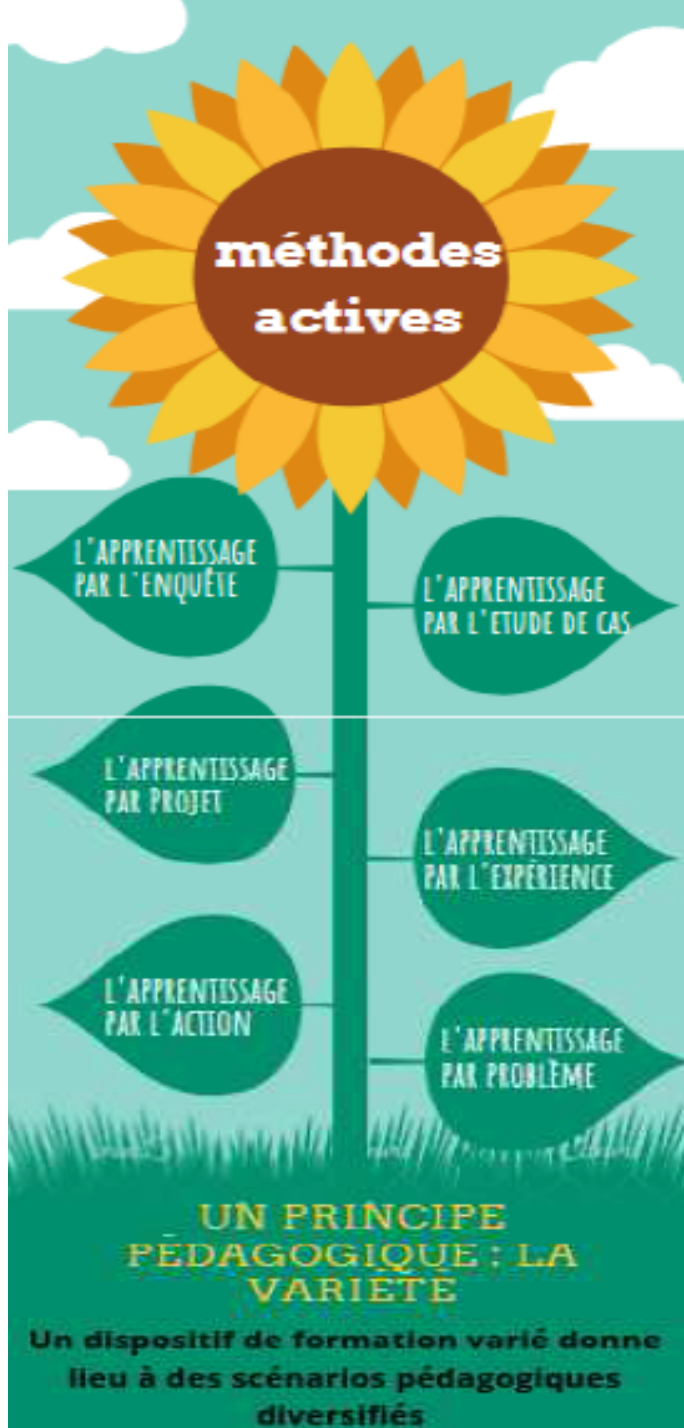 méthodes
actives
L'APPRENTISSAGE
PAR L'ENQUÊTE
L'APPRENTISSAGE
PAR L'ETUDE DE CAS
L'APPRENTISSAGE
PAR PROJET
L'APPRENTISSAGE
PAR L'EXPÉRIENCE
L'APPRENTISSAGE
PAR L'ACTION
L'APPRENTISSAGE
PAR PROBLÈME
UN PRINCIPE
PÉDAGOGIQUE : LA
VARIÉTÉ
Un dispositif de formation varié donne
lieu à des scénarios pédagogiques
diversifiés